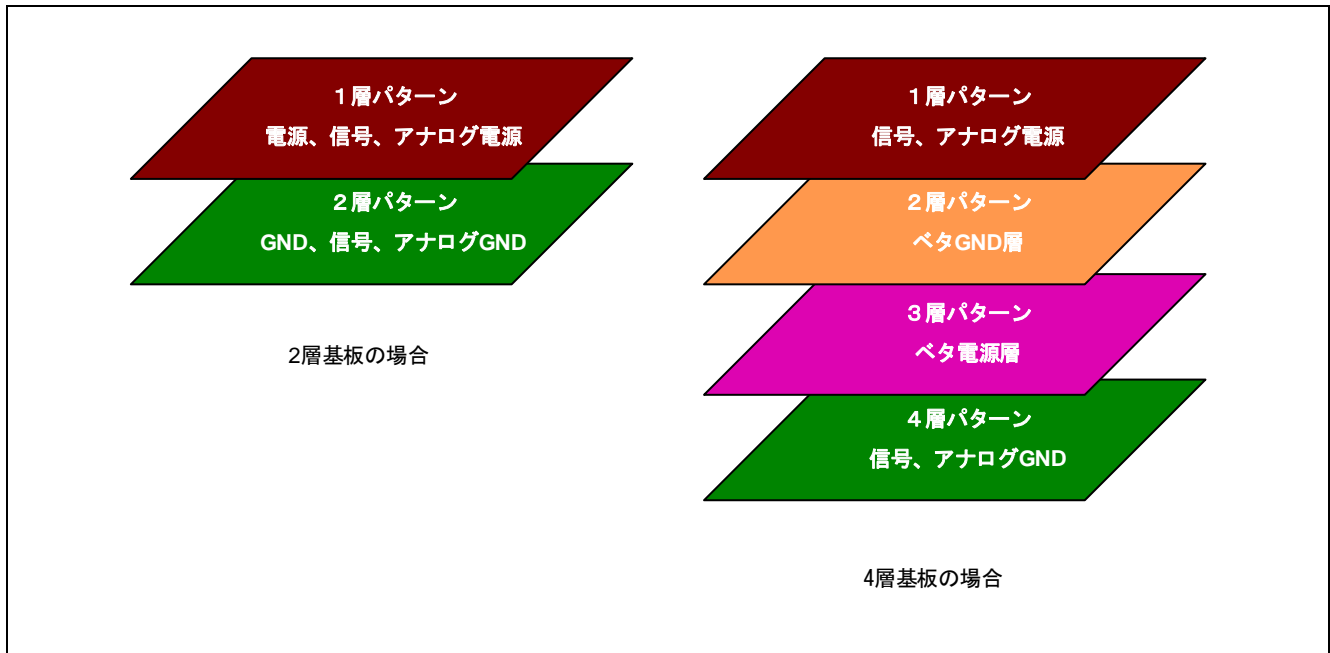 １層パターン
電源、信号、アナログ電源
２層パターン
GND、信号、アナログGND
2層基板の場合
１層パターン
信号、アナログ電源
２層パターン
ベタGND層
３層パターン
ベタ電源層
４層パターン
信号、アナログGND
4層基板の場合